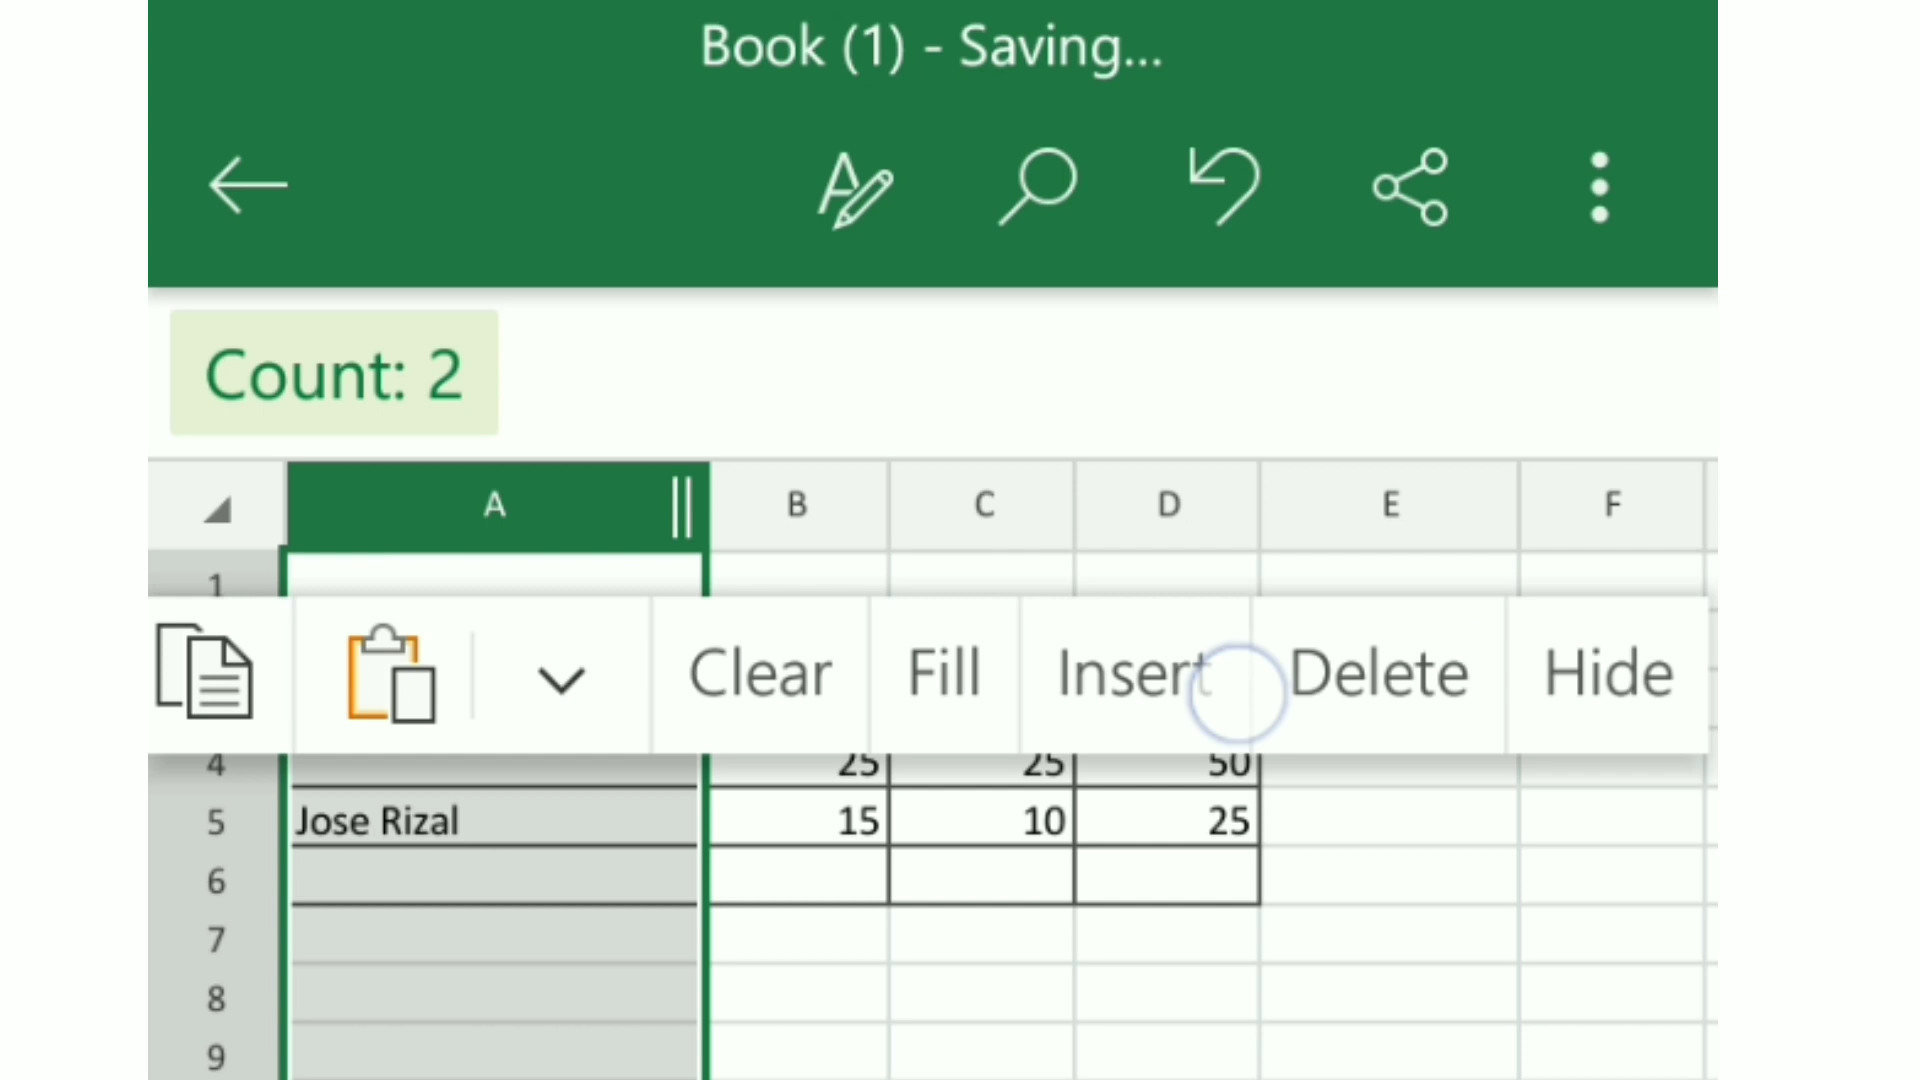 Book (1) - Saving...
Count: 2
A B C D E F
1
Clear Fill Insert Delete Hide
4 25 25 50
5 Jose Rizal 15 10 25
6
7
8
9